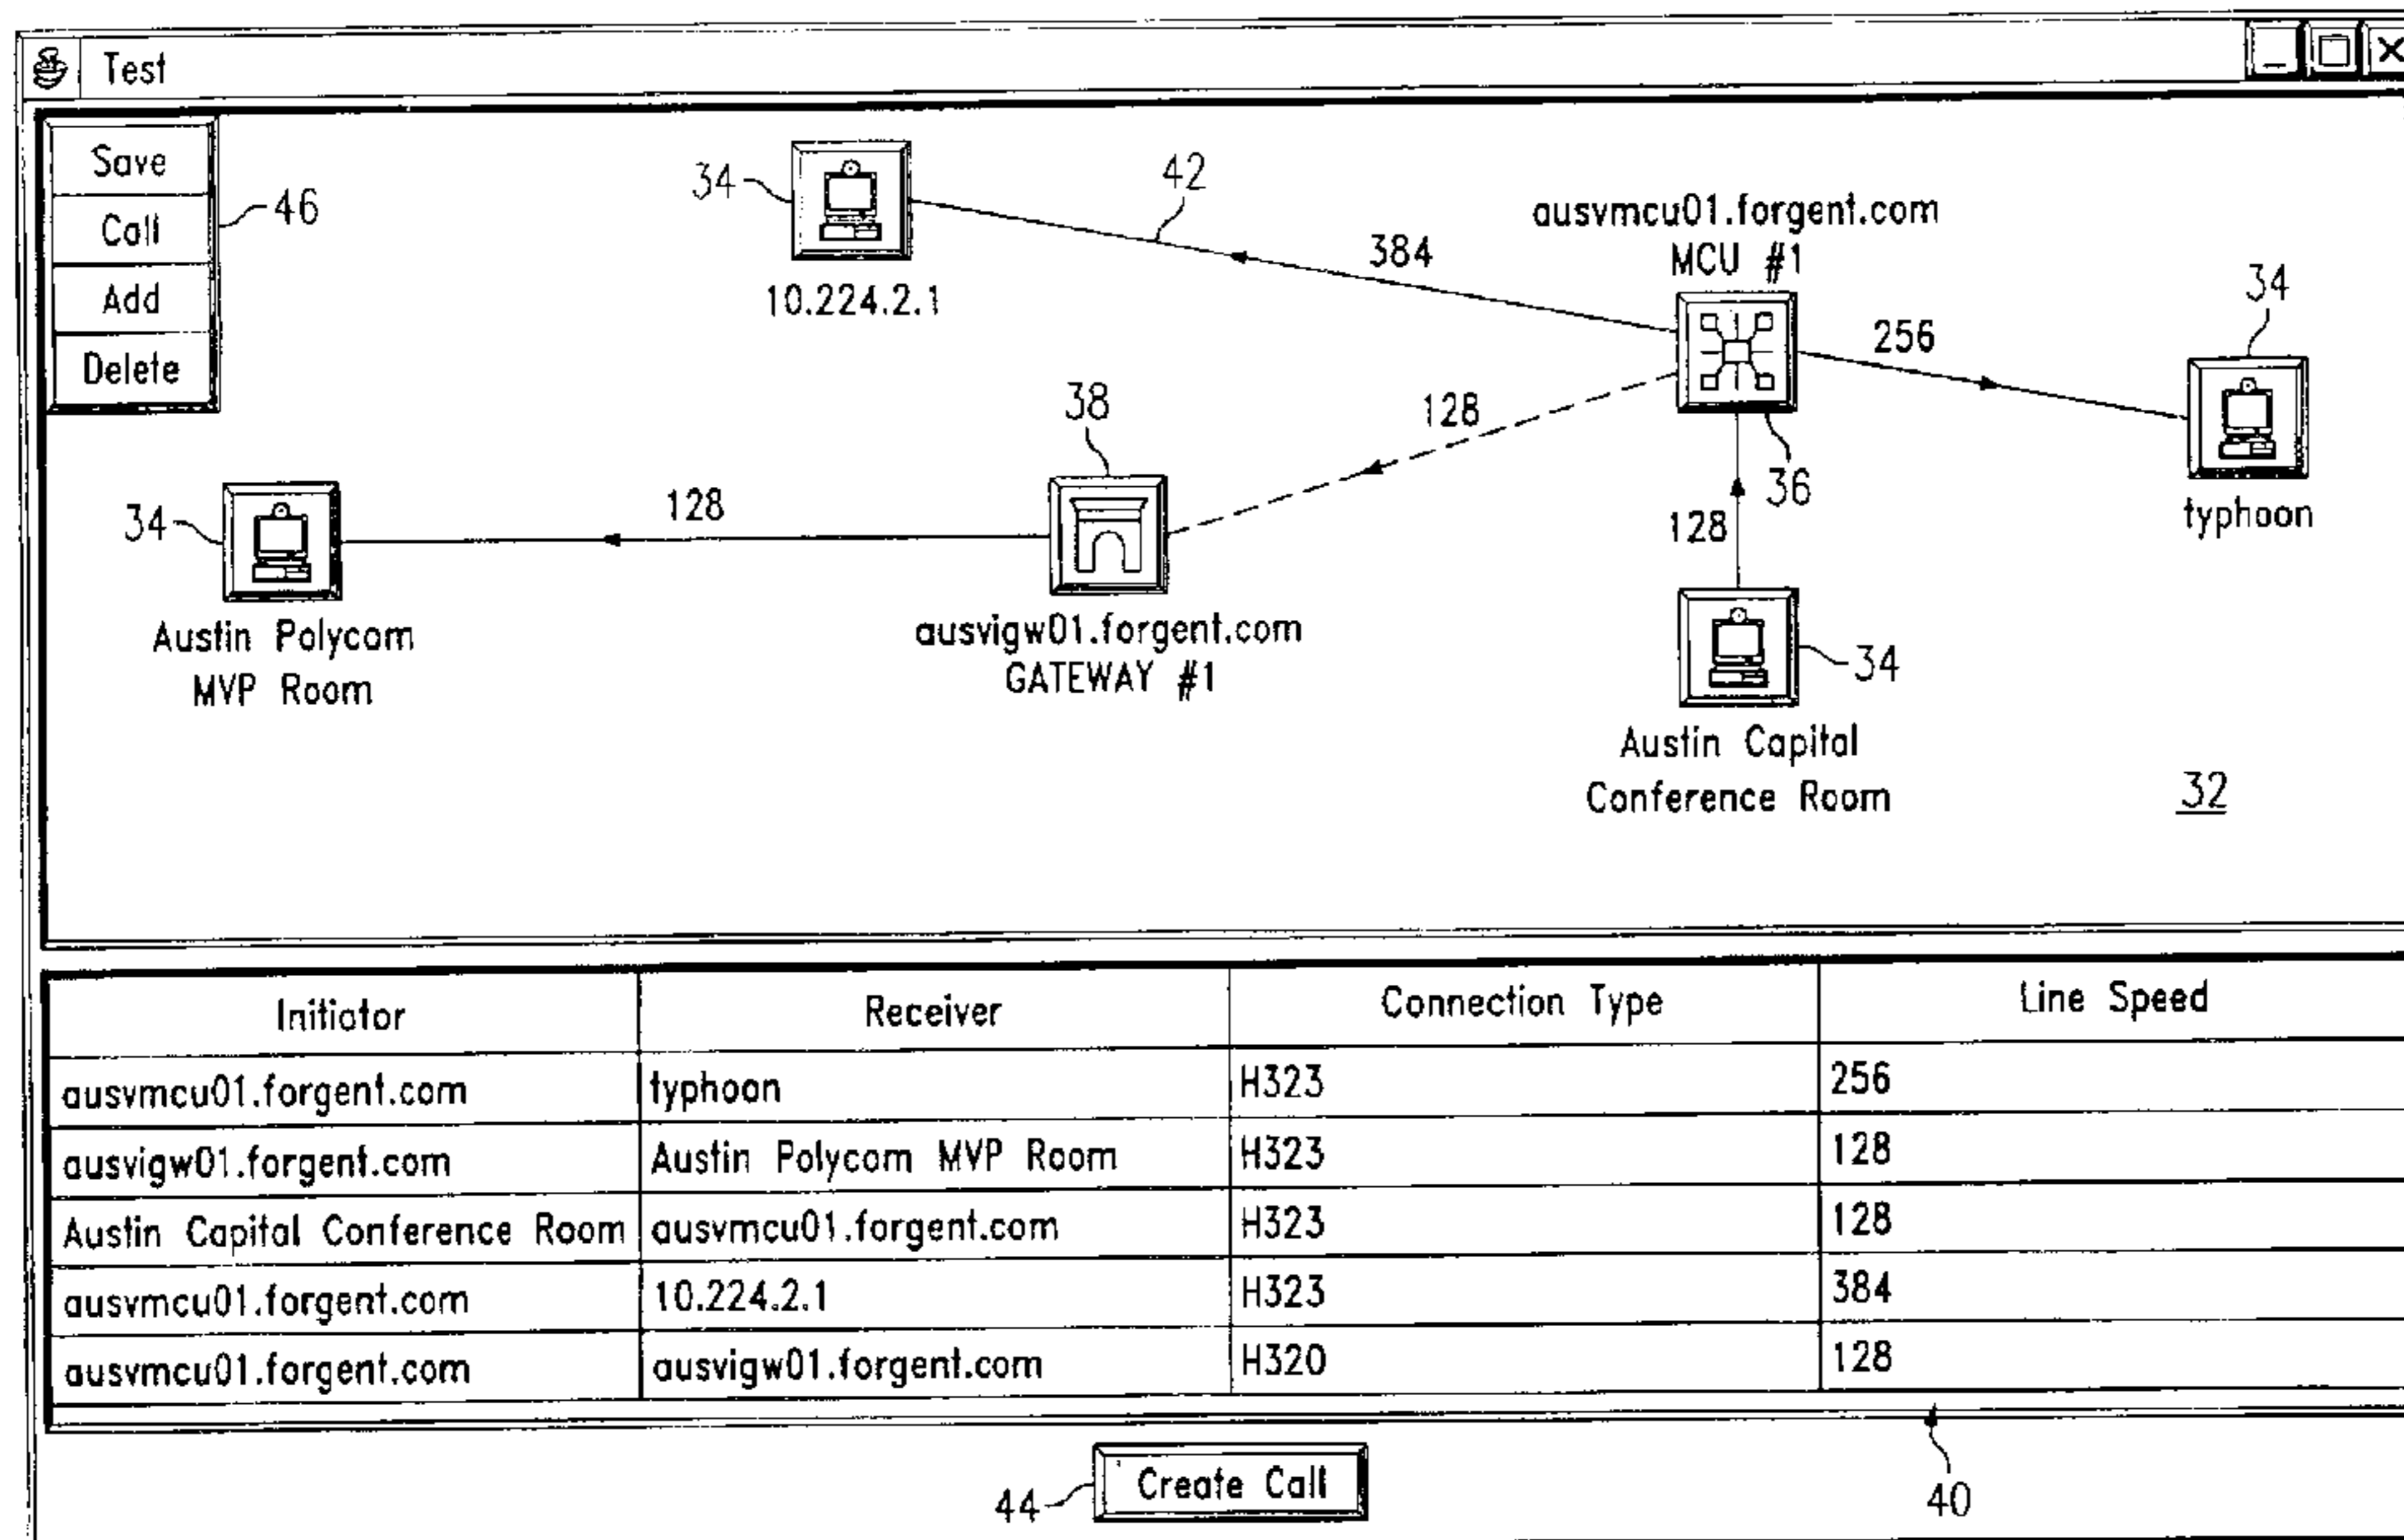 Test
Save
Call
Add
Delete
46
34
10.224.2.1
42
384
ausvmcu01.forgent.com
MCU #1
256
34
typhoon
36
128
38
ausvigw01.forgent.com
GATEWAY #1
128
34
Austin Polycom
MVP Room
128
34
Austin Capital
Conference Room
32
Initiator Receiver Connection Type Line Speed
ausvmcu01.forgent.com typhoon H323 256
ausvigw01.forgent.com Austin Polycom MVP Room H323 128
Austin Capital Conference Room ausvmcu01.forgent.com H323 128
ausvmcu01.forgent.com 10.224.2.1 H323 384
ausvmcu01.forgent.com ausvigw01.forgent.com H320 128
44
Create Call
40